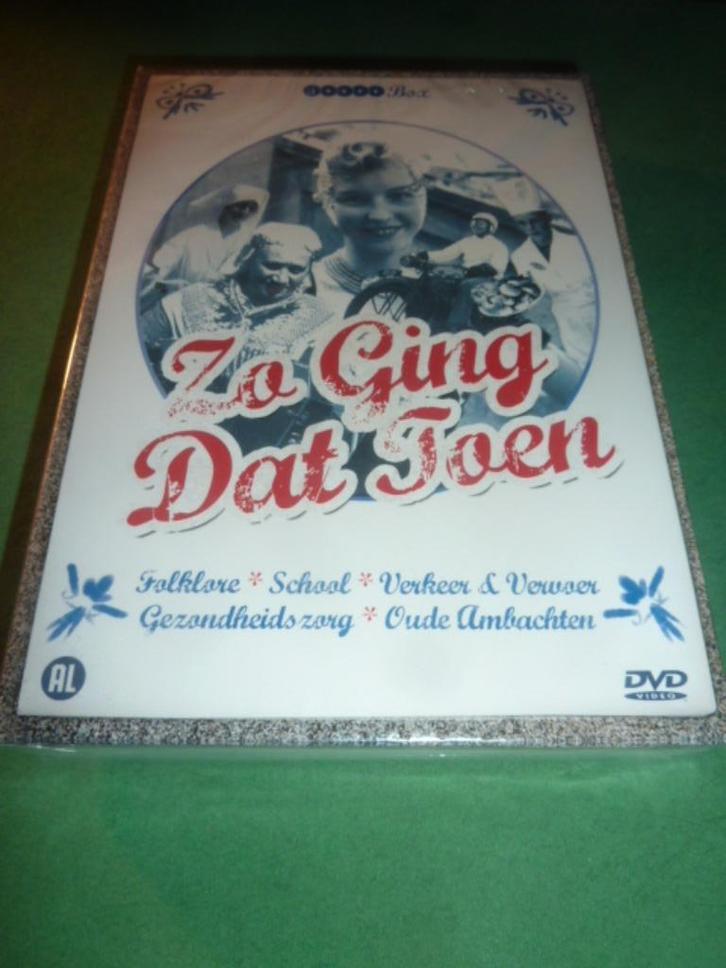 Box
Zo Ging
Dat Toen
Folklore * School * Verkeer & Vervoer
Gezondheidszorg * Oude Ambachten
AL
DVD
VIDEO